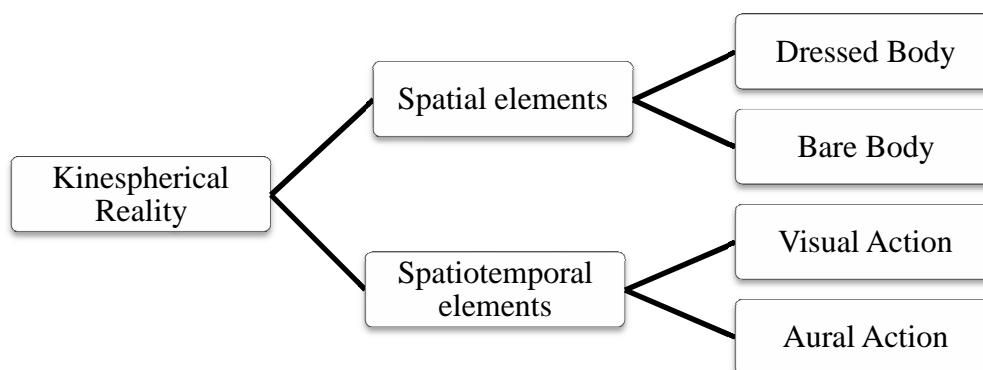 Dressed Body
Spatial elements
Bare Body
Kinespherical
Reality
Visual Action
Spatiotemporal
elements
Aural Action